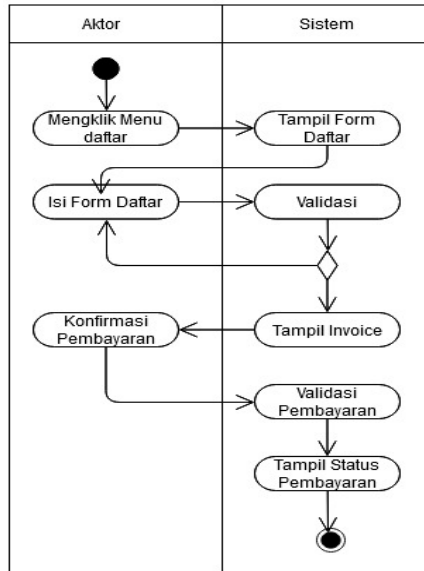 Aktor
Sistem
Mengklik Menu
daftar
Tampil Form
Daftar
Isi Form Daftar
Validasi
Konfirmasi
Pembayaran
Tampil Invoice
Validasi
Pembayaran
Tampil Status
Pembayaran